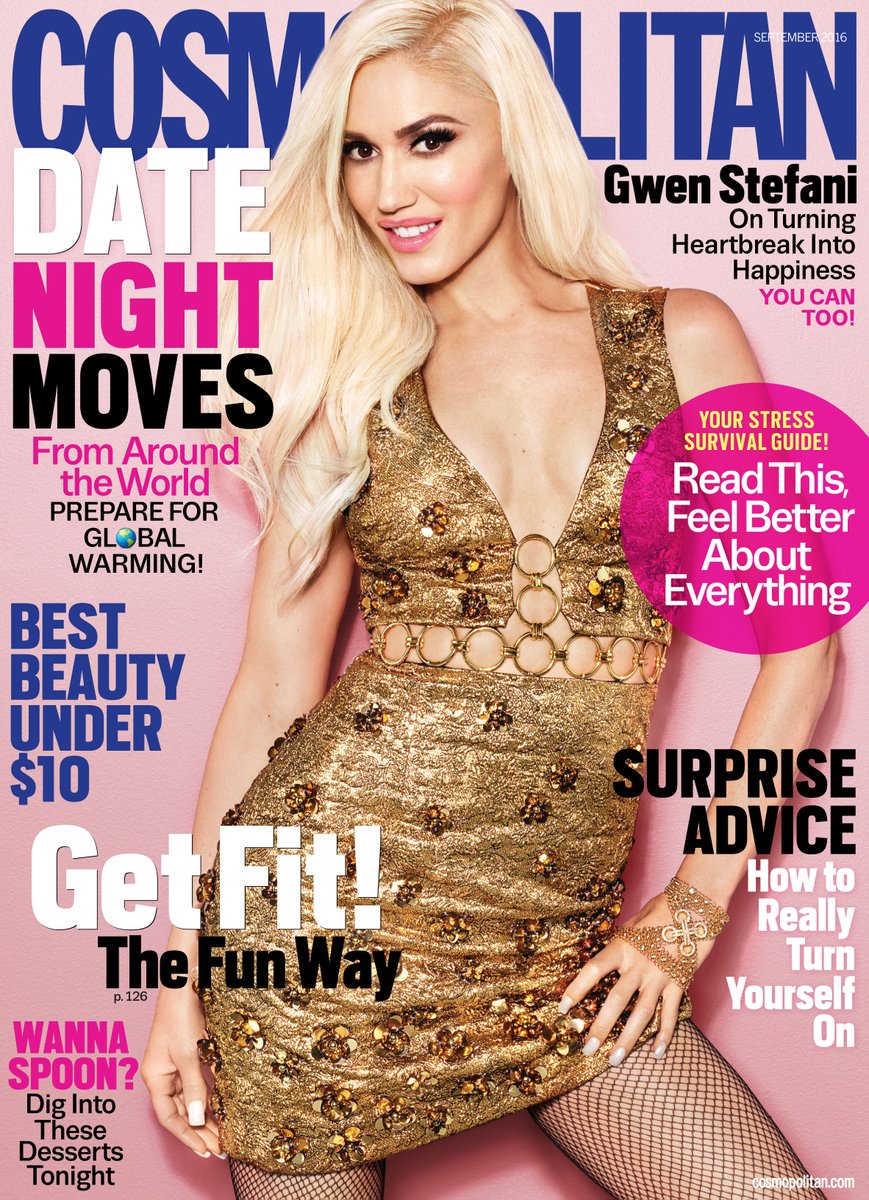 COSMOPOLITAN
SEPTEMBER 2016
DATE
NIGHT
MOVES
From Around
the World
PREPARE FOR
GLOBAL
WARMING!
Gwen Stefani
On Turning
Heartbreak Into
Happiness
YOU CAN
TOO!
YOUR STRESS
SURVIVAL GUIDE!
Read This,
Feel Better
About
Everything
BEST
BEAUTY
UNDER
$10
SURPRISE
ADVICE
How to
Really
Turn
Yourself
On
Get Fit!
The Fun Way
p. 126
WANNA
SPOON?
Dig Into
These
Desserts
Tonight
cosmopolitan.com